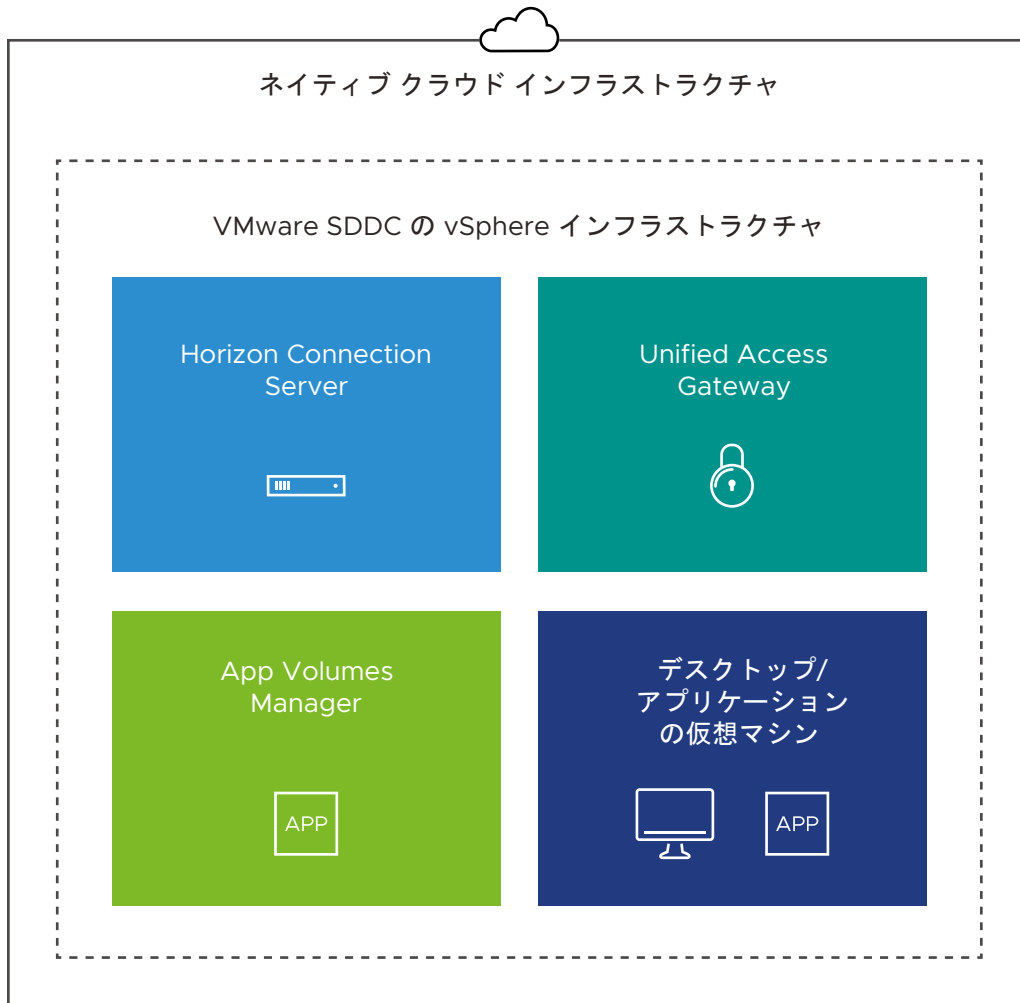 ネイティブ クラウド インフラストラクチャ
VMware SDDC の vSphere インフラストラクチャ
Horizon Connection
Server
Unified Access
Gateway
App Volumes
Manager
APP
デスクトップ/
アプリケーション
の仮想マシン
APP